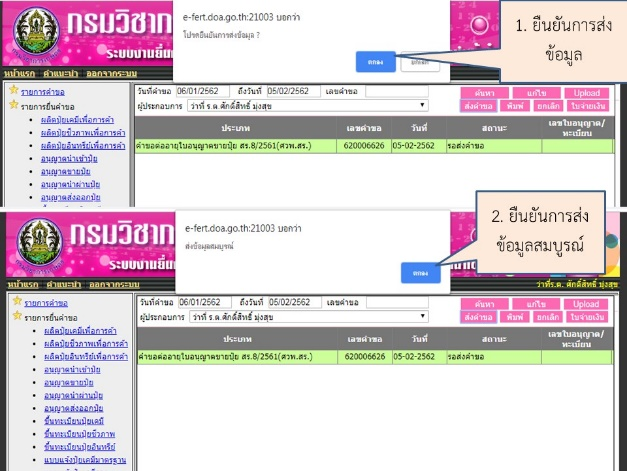 กรมวิชาก
ระบบงานยื่น
e-fert.doa.go.th:21003 บอกว่า
โปรดยืนยันการส่งข้อมูล ?
ตกลง
ยกเลิก
1. ยืนยันการส่ง
ข้อมูล
หน้าแรก คำแนะนำ ออกจากระบบ
รายการคำขอ
รายการยื่นคำขอ
ผลิตปุ๋ยเคมีเพื่อการค้า
ผลิตปุ๋ยชีวภาพเพื่อการค้า
ผลิตปุ๋ยอินทรีย์เพื่อการค้า
อนุญาตนำเข้าปุ๋ย
อนุญาตขายปุ๋ย
อนุญาตนำผ่านปุ๋ย
อนุญาตส่งออกปุ๋ย
วันที่คำขอ 06/01/2562 ถึงวันที่ 05/02/2562 เลขคำขอ
ค้นหา แก้ไข Upload
ผู้ประกอบการ ว่าที่ ร.ต.ศักดิ์สิทธิ์ มุ่งสุข
ส่งคำขอ พิมพ์ ยกเลิก ใบจ่ายเงิน
ประเภท เลขคำขอ วันที่ สถานะ เลขใบอนุญาต/
ทะเบียน
คำขอต่ออายุใบอนุญาตขายปุ๋ย สร.8/2561(ศวพ.สร.) 620006626 05-02-2562 รอส่งคำขอ
กรมวิชาก
ระบบงานยื่น
e-fert.doa.go.th:21003 บอกว่า
ส่งข้อมูลสมบูรณ์
ตกลง
2. ยืนยันการส่ง
ข้อมูลสมบูรณ์
หน้าแรก คำแนะนำ ออกจากระบบ
ว่าที่ร.ต. ศักดิ์สิทธิ์ มุ่งสุข
รายการคำขอ
รายการยื่นคำขอ
ผลิตปุ๋ยเคมีเพื่อการค้า
ผลิตปุ๋ยชีวภาพเพื่อการค้า
ผลิตปุ๋ยอินทรีย์เพื่อการค้า
อนุญาตนำเข้าปุ๋ย
อนุญาตขายปุ๋ย
อนุญาตนำผ่านปุ๋ย
อนุญาตส่งออกปุ๋ย
ขึ้นทะเบียนปุ๋ยเคมี
ขึ้นทะเบียนปุ๋ยชีวภาพ
ขึ้นทะเบียนปุ๋ยอินทรีย์
แบบแจ้งปุ๋ยเคมีมาตรฐาน
วันที่คำขอ 06/01/2562 ถึงวันที่ 05/02/2562 เลขคำขอ
ค้นหา แก้ไข Upload
ผู้ประกอบการ ว่าที่ ร.ต.ศักดิ์สิทธิ์ มุ่งสุข
ส่งคำขอ พิมพ์ ยกเลิก ใบจ่ายเงิน
ประเภท เลขคำขอ วันที่ สถานะ เลขใบอนุญาต/
ทะเบียน
คำขอต่ออายุใบอนุญาตขายปุ๋ย สร.8/2561(ศวพ.สร.) 620006626 05-02-2562 รอส่งคำขอ